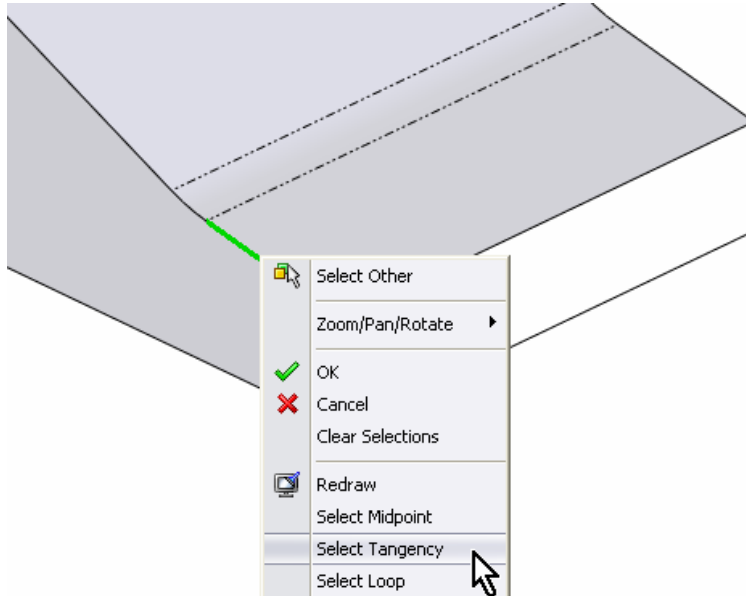 Select Other
Zoom/Pan/Rotate
OK
Cancel
Clear Selections
Redraw
Select Midpoint
Select Tangency
Select Loop